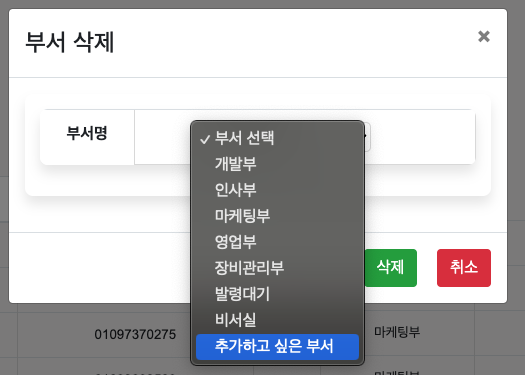 부서 삭제
×
부서명
✓ 부서 선택
개발부
인사부
마케팅부
영업부
장비관리부
발령대기
비서실
추가하고 싶은 부서
삭제
취소
01097370275
마케팅부